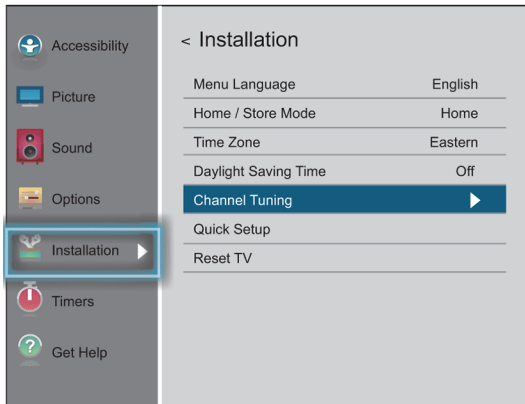 Accessibility
Picture
Sound
Options
Installation
Timers
? Get Help
< Installation
Menu Language English
Home / Store Mode Home
Time Zone Eastern
Daylight Saving Time Off
Channel Tuning
Quick Setup
Reset TV